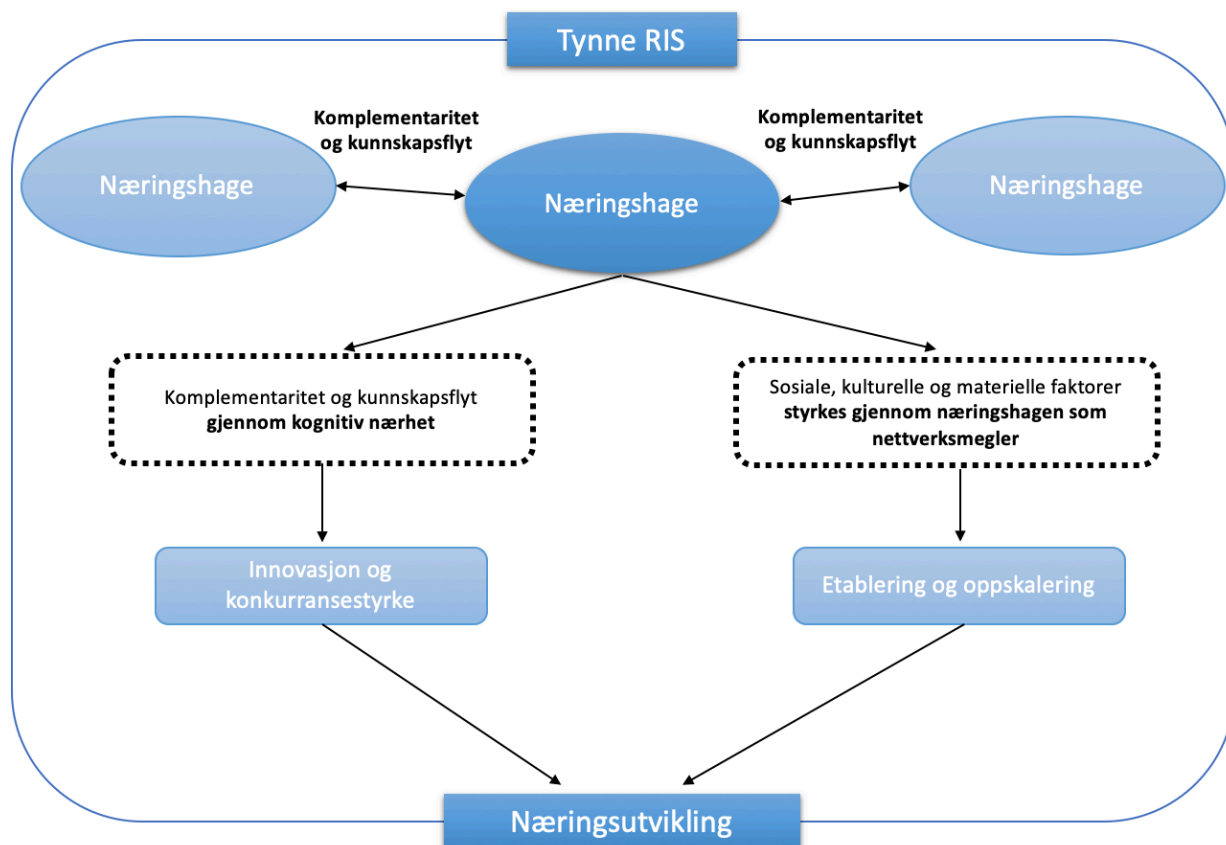 Tynne RIS
Komplementaritet
og kunnskapsflyt
Komplementaritet
og kunnskapsflyt
Næringshage
Næringshage
Næringshage
Komplementaritet og kunnskapsflyt
gjennom kognitiv nærhet
Sosiale, kulturelle og materielle faktorer
styrkes gjennom næringshagen som
nettverksmegler
Innovasjon og
konkurransestyrke
Etablering og oppskalering
Næringsutvikling